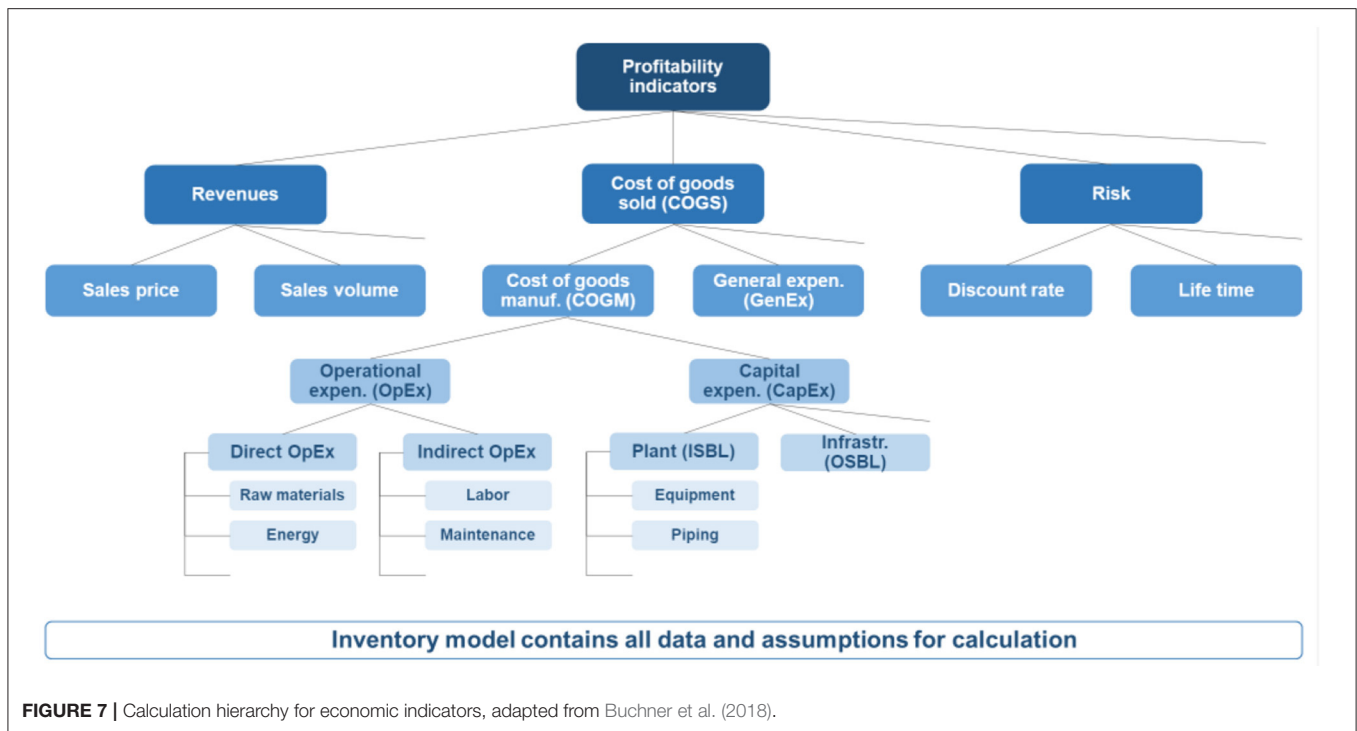 Profitability
indicators
Revenues
Cost of goods
sold (COGS)
Risk
Sales price
Sales volume
Cost of goods
manuf. (COGM)
General expen.
(GenEx)
Discount rate
Life time
Operational
expen. (OpEx)
Capital
expen. (CapEx)
Direct OpEx
Indirect OpEx
Plant (ISBL)
Infrastr.
(OSBL)
Raw materials
Labor
Equipment
Energy
Maintenance
Piping
Inventory model contains all data and assumptions for calculation
FIGURE 7 | Calculation hierarchy for economic indicators, adapted from Buchner et al. (2018).